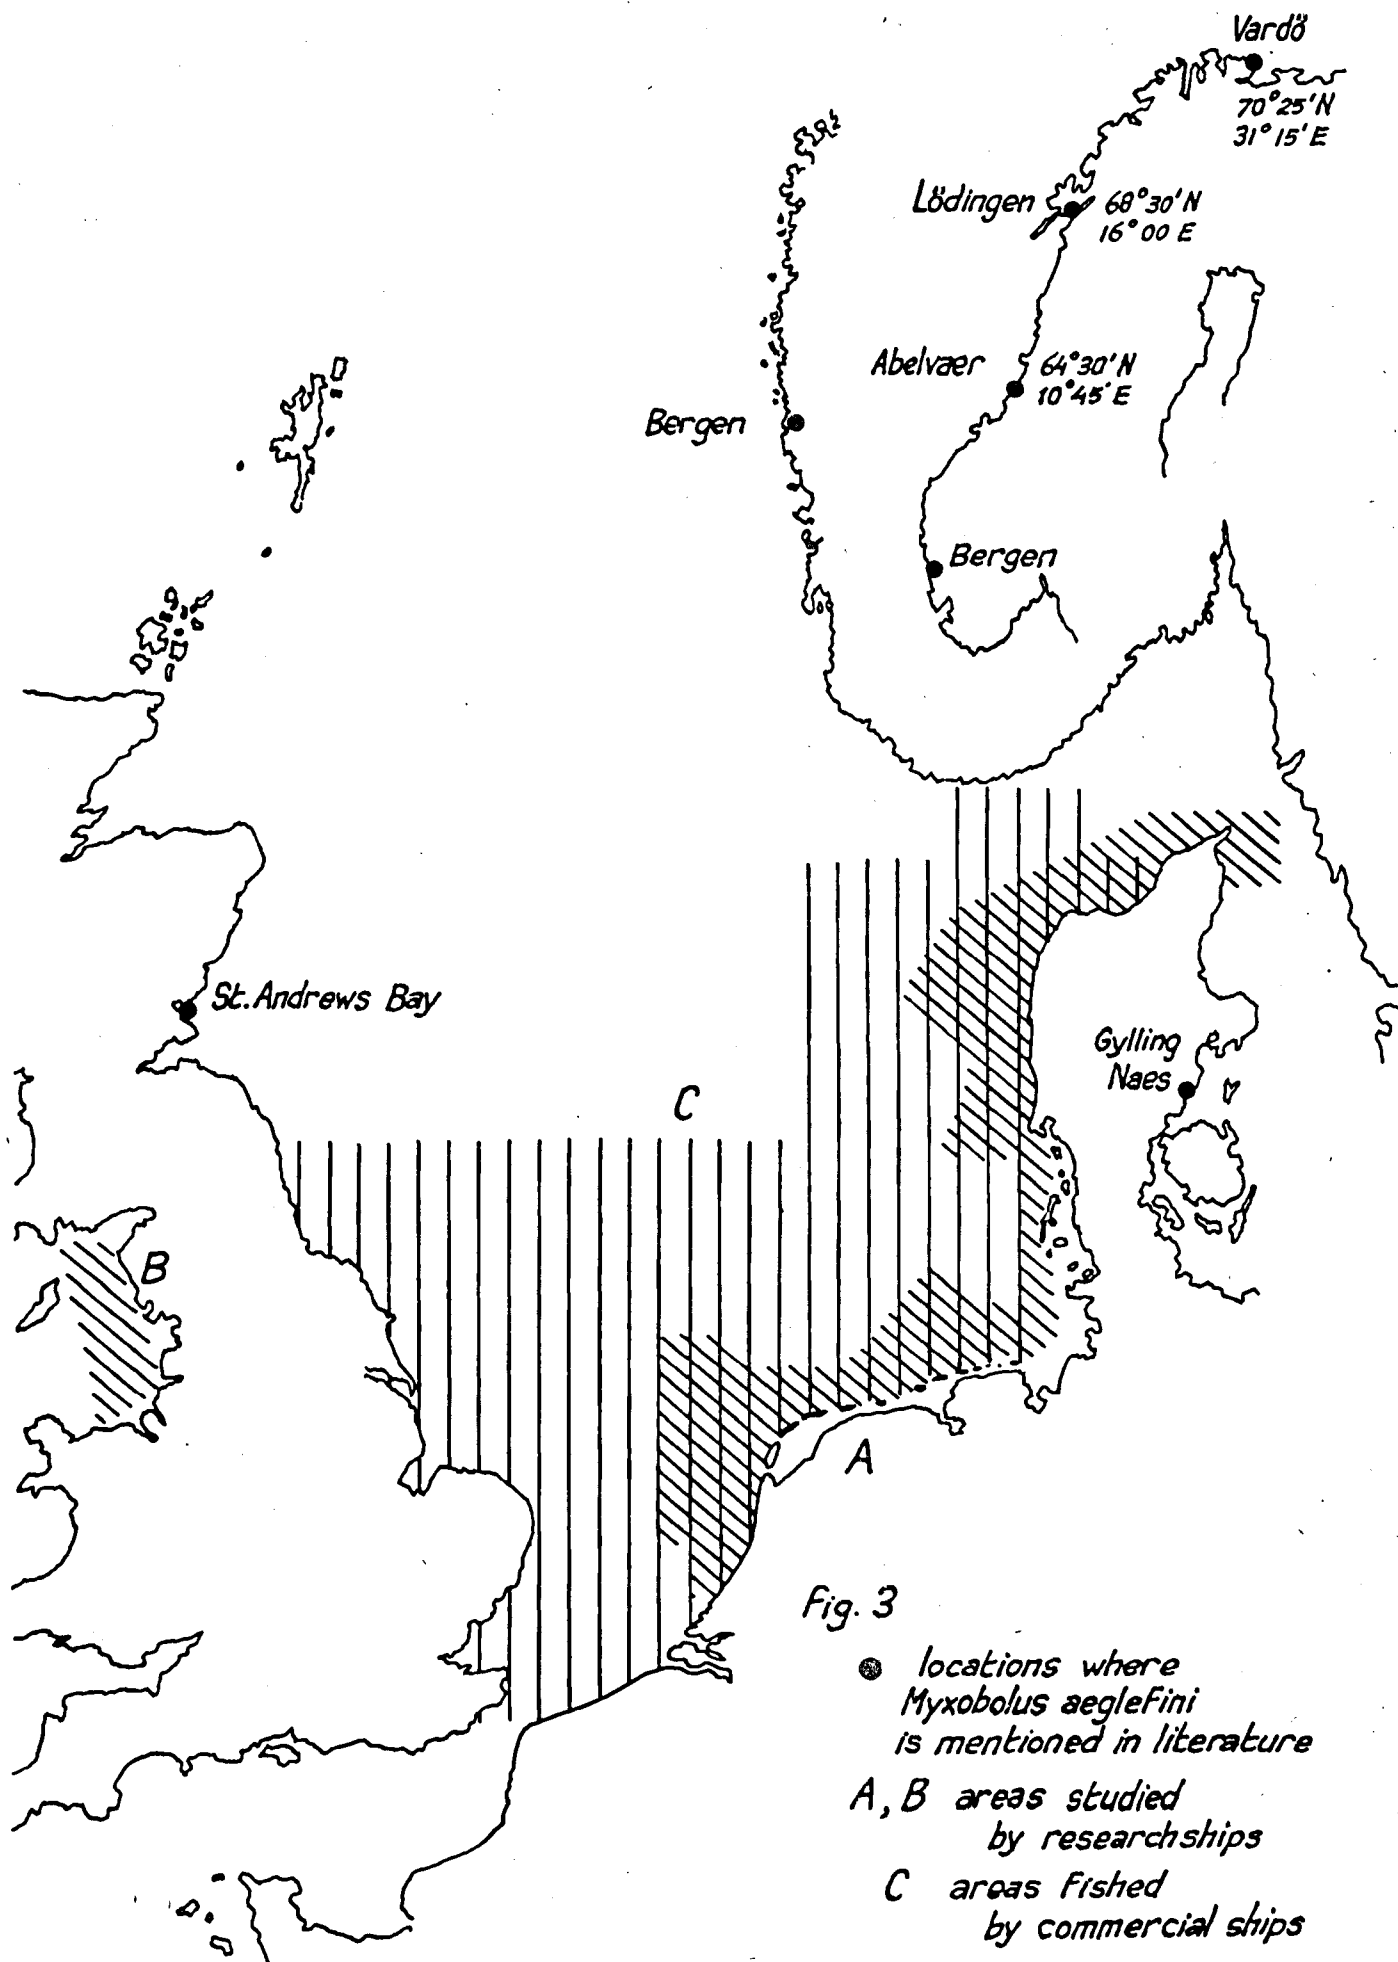 Vardö
70°25'N
31°15'E
Lödingen 68°30'N
16°00 E
Abelvaer 64°30'N
10°45'E
Bergen
Bergen
St. Andrews Bay
Gylling
Naes
C
B
A
Fig. 3
locations where
Myxobolus aeglefini
is mentioned in literature
A, B areas studied
by researchships
C areas fished
by commercial ships